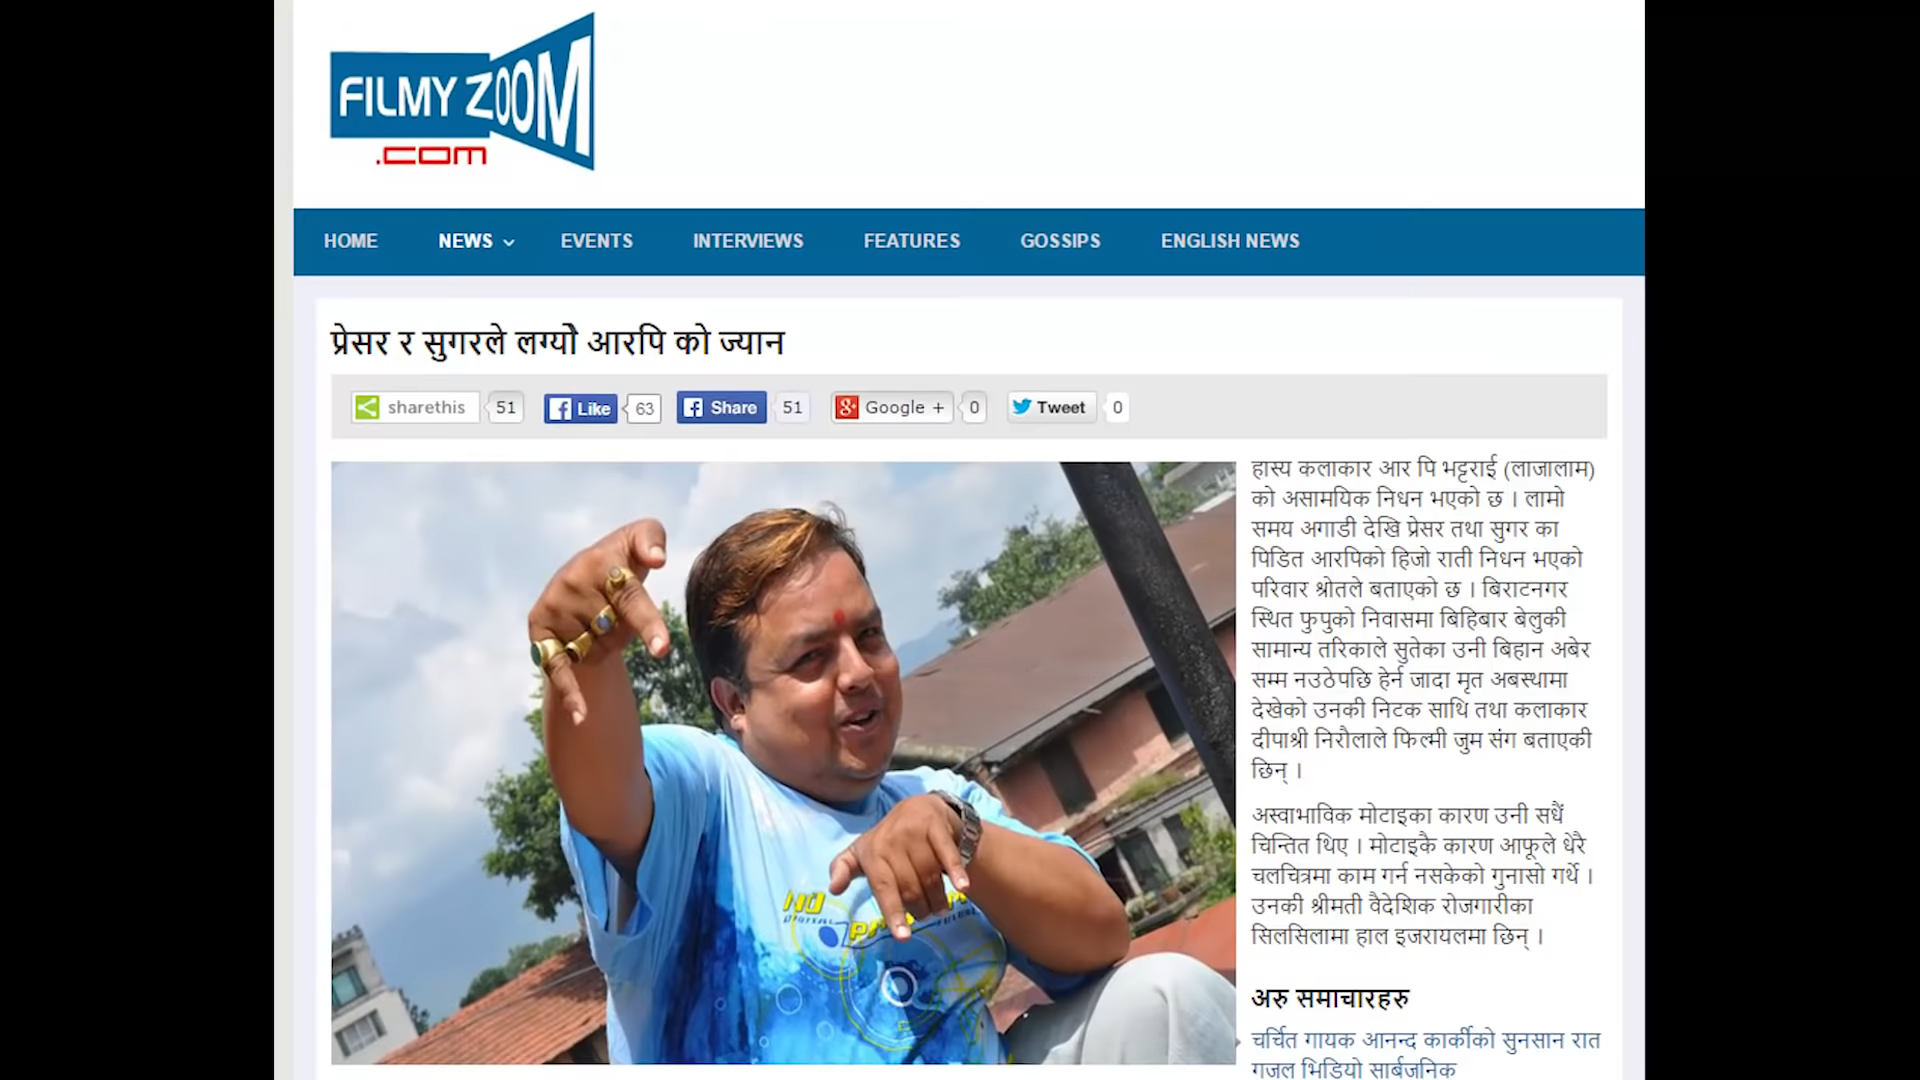 FILMY ZOOM
.com
HOME NEWS EVENTS INTERVIEWS FEATURES GOSSIPS ENGLISH NEWS
प्रेसर र सुगरले लग्यो आरपि को ज्यान
sharethis 51 Like 63 Share 51 Google + 0 Tweet 0
हास्य कलाकार आर पि भट्टराई (लाजालाम)
को असामयिक निधन भएको छ । लामो
समय अगाडी देखि प्रेसर तथा सुगर का
पिडित आरपिको हिजो राती निधन भएको
परिवार श्रोतले बताएको छ । बिराटनगर
स्थित फुपुको निवासमा बिहिबार बेलुकी
सामान्य तरिकाले सुतेका उनी बिहान अबेर
सम्म नउठेपछि हेर्न जादा मृत अबस्थामा
देखेको उनकी निटक साथि तथा कलाकार
दीपाश्री निरौलाले फिल्मी जुम संग बताएकी
छिन् ।
अस्वाभाविक मोटाइका कारण उनी सधैं
चिन्तित थिए । मोटाइकै कारण आफूले धेरै
चलचित्रमा काम गर्न नसकेको गुनासो गर्थे ।
उनकी श्रीमती वैदेशिक रोजगारीका
सिलसिलामा हाल इजरायलमा छिन् ।
NO
DIGITAL
अरु समाचारहरु
चर्चित गायक आनन्द कार्कीको सुनसान रात
गजल भिडियो सार्बजनिक